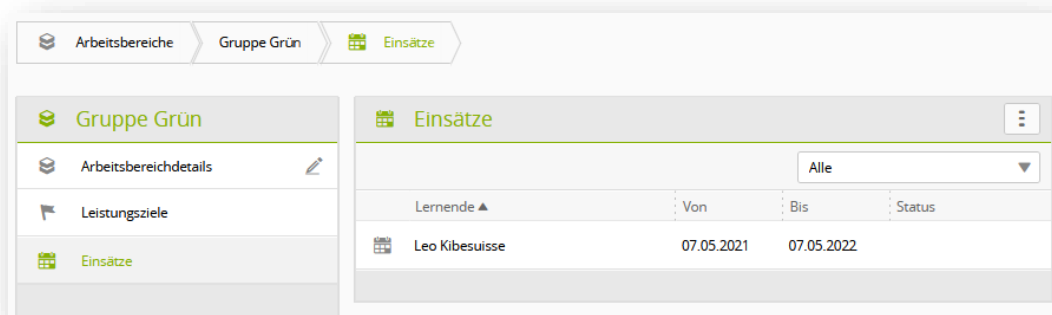 Arbeitsbereiche Gruppe Grün Einsätze
Gruppe Grün
Arbeitsbereichdetails
Leistungsziele
Einsätze
Einsätze
Alle
Lernende Von Bis Status
Leo Kibesuisse 07.05.2021 07.05.2022